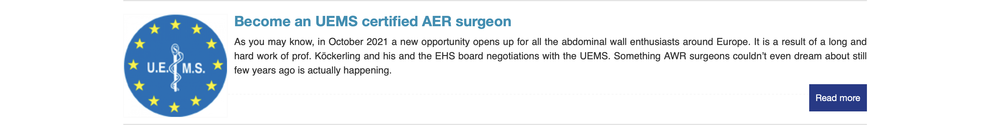 Become an UEMS certified AER surgeon
As you may know, in October 2021 a new opportunity opens up for all the abdominal wall enthusiasts around Europe. It is a result of a long and
hard work of prof. Köckerling and his and the EHS board negotiations with the UEMS. Something AWR surgeons couldn’t even dream about still
few years ago is actually happening.
U.E. M.S.
Read more